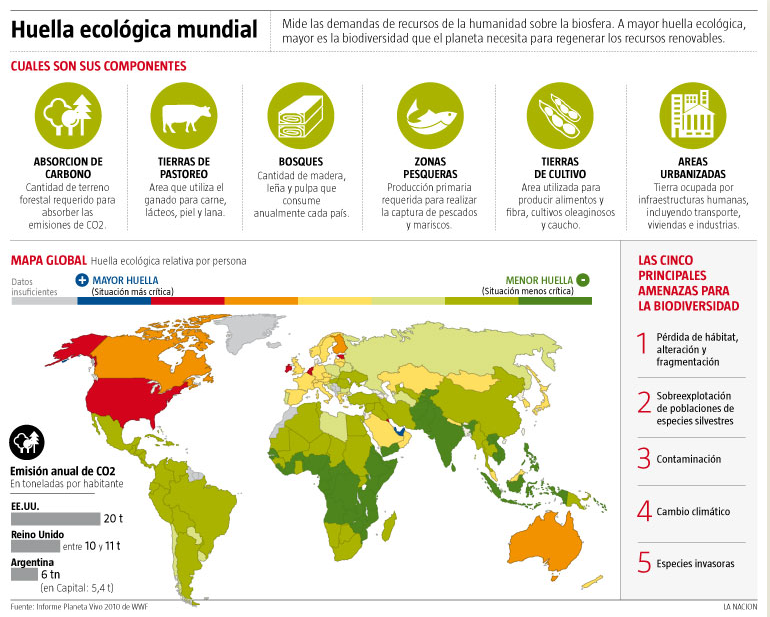 Huella ecológica mundial
Mide las demandas de recursos de la humanidad sobre la biosfera. A mayor huella ecológica,
mayor es la biodiversidad que el planeta necesita para regenerar los recursos renovables.
CUALES SON SUS COMPONENTES
ABSORCION DE
CARBONO
Cantidad de terreno
forestal requerido para
absorber las
emisiones de CO2.
TIERRAS DE
PASTOREO
Area que utiliza el
ganado para carne,
lácteos, piel y lana.
BOSQUES
Cantidad de madera,
leña y pulpa que
consume
anualmente cada país.
ZONAS
PESQUERAS
Producción primaria
requerida para realizar
la captura de pescados
y mariscos.
TIERRAS
DE CULTIVO
Area utilizada para
producir alimentos y
fibra, cultivos oleaginosos
y caucho.
AREAS
URBANIZADAS
Tierra ocupada por
infraestructuras humanas,
incluyendo transporte,
viviendas e industrias.
MAPA GLOBAL Huella ecológica relativa por persona
Datos
insuficientes
+ MAYOR HUELLA
(Situación más crítica)
MENOR HUELLA -
(Situación menos crítica)
Emisión anual de CO2
En toneladas por habitante
EE.UU.
20 t
Reino Unido
entre 10 y 11 t
Argentina
6 tn
(en Capital: 5,4 t)
LAS CINCO
PRINCIPALES
AMENAZAS PARA
LA BIODIVERSIDAD
1 Pérdida de hábitat,
alteración y
fragmentación
2 Sobreexplotación
de poblaciones de
especies silvestres
3 Contaminación
4 Cambio climático
5 Especies invasoras
Fuente: Informe Planeta Vivo 2010 de WWF
LA NACION